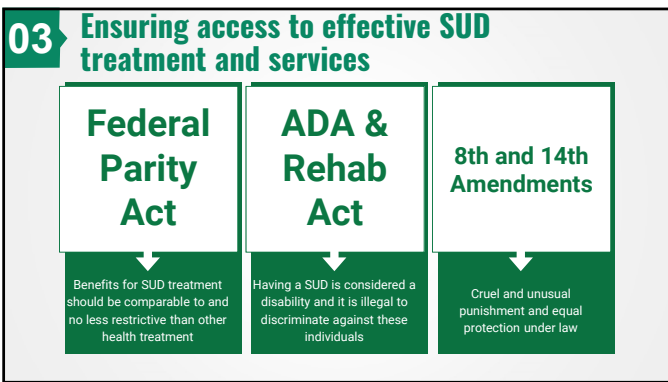 03
Ensuring access to effective SUD
treatment and services
Federal
Parity
Act
Benefits for SUD treatment
should be comparable to and
no less restrictive than other
health treatment
ADA &
Rehab
Act
Having a SUD is considered a
disability and it is illegal to
discriminate against these
individuals
8th and 14th
Amendments
Cruel and unusual
punishment and equal
protection under law